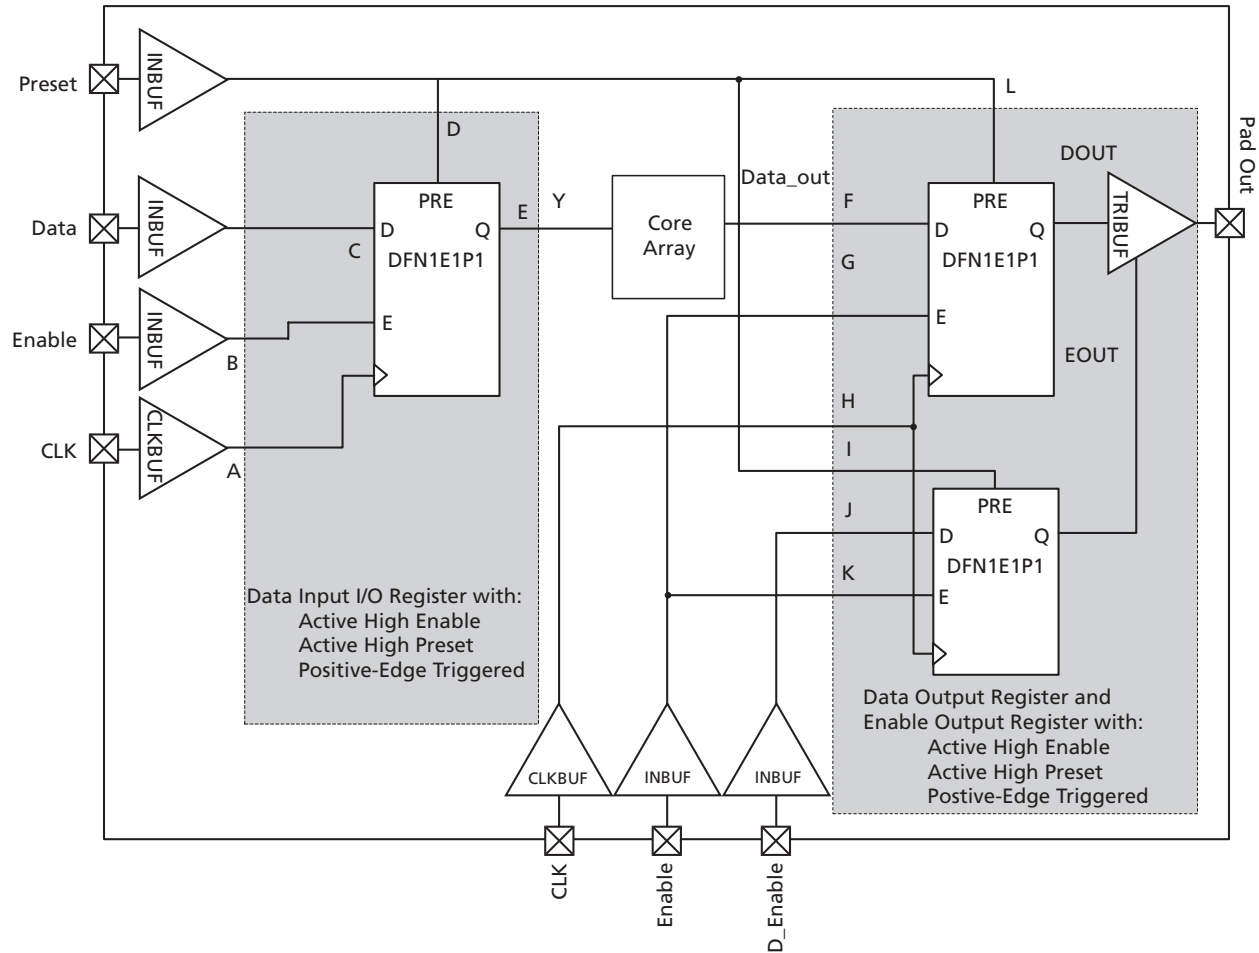 Preset
INBUF
L
D
Data
INBUF
C
PRE
D
Q
DFN1E1P1
E
E
Y
Core
Array
Data_out
F
G
PRE
D
Q
DFN1E1P1
E
DOUT
TRIBUF
Pad Out
EOUT
Enable
INBUF
B
CLK
CLKBUF
A
H
I
J
K
PRE
D
Q
DFN1E1P1
E
Data Input I/O Register with:
Active High Enable
Active High Preset
Positive-Edge Triggered
Data Output Register and
Enable Output Register with:
Active High Enable
Active High Preset
Postive-Edge Triggered
CLKBUF
INBUF
INBUF
CLK
Enable
D_Enable